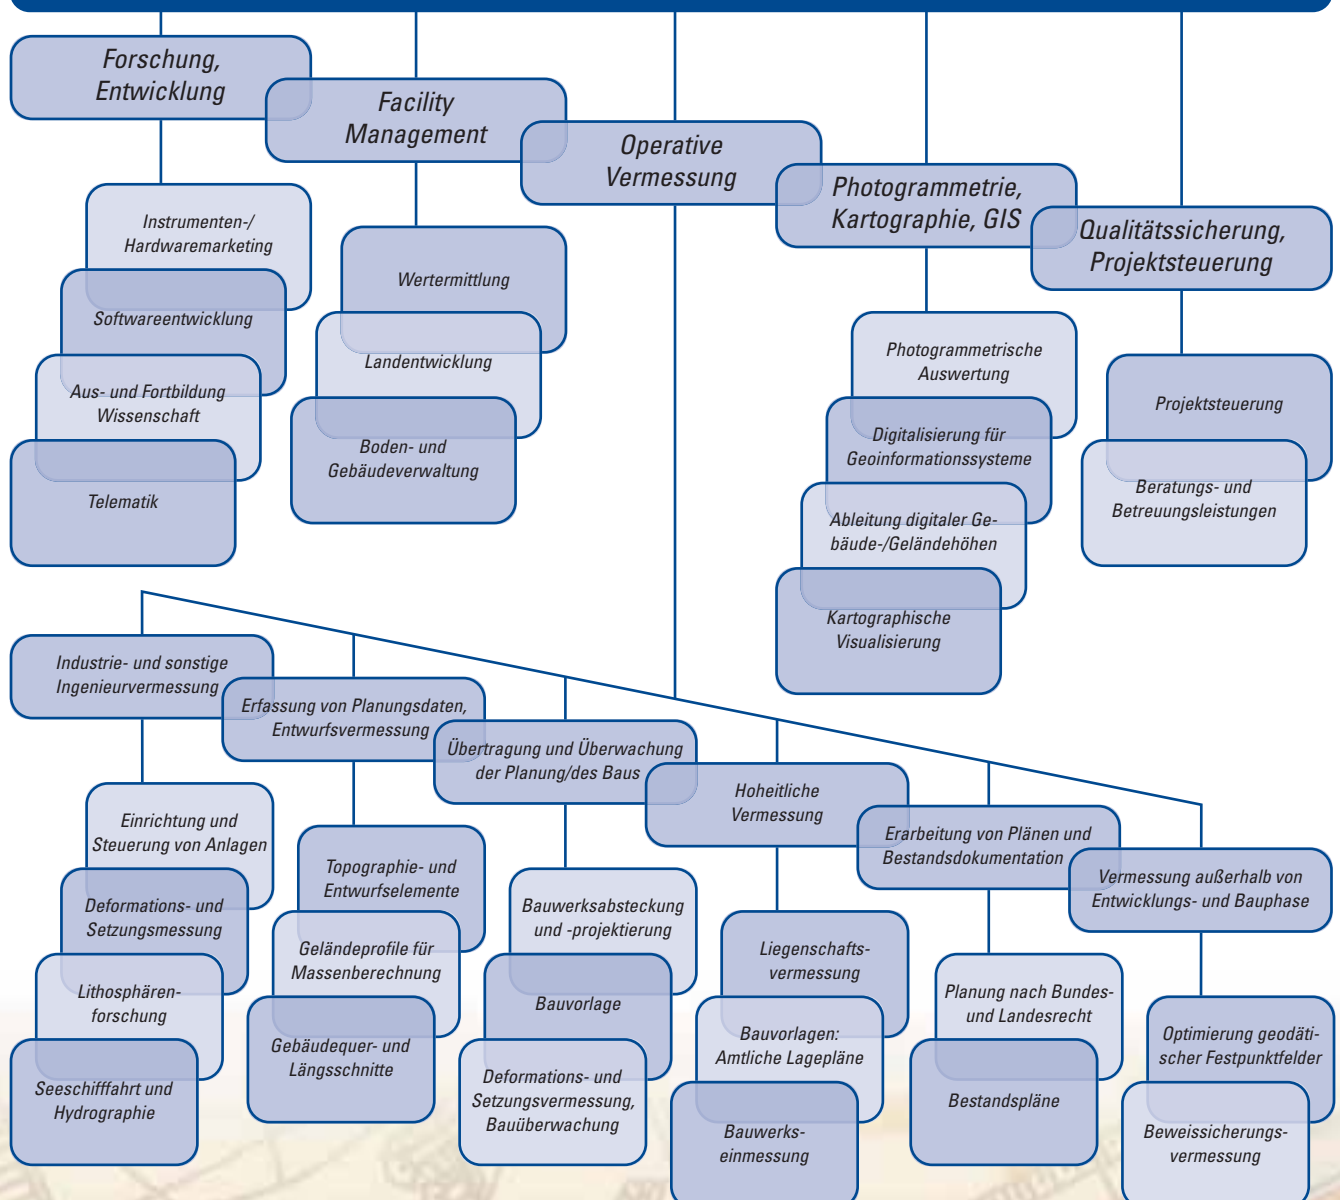 Forschung,
Entwicklung
Facility
Management
Operative
Vermessung
Photogrammetrie,
Kartographie, GIS
Qualitätssicherung,
Projektsteuerung
Instrumenten-/
Hardwaremarketing
Softwareentwicklung
Aus- und Fortbildung
Wissenschaft
Telematik
Wertermittlung
Landentwicklung
Boden- und
Gebäudeverwaltung
Photogrammetrische
Auswertung
Digitalisierung für
Geoinformationssysteme
Ableitung digitaler Ge-
bäude-/Geländehöhen
Kartographische
Visualisierung
Projektsteuerung
Beratungs- und
Betreuungsleistungen
Industrie- und sonstige
Ingenieurvermessung
Erfassung von Planungsdaten,
Entwurfsvermessung
Übertragung und Überwachung
der Planung/des Baus
Hoheitliche
Vermessung
Erarbeitung von Plänen und
Bestandsdokumentation
Vermessung außerhalb von
Entwicklungs- und Bauphase
Einrichtung und
Steuerung von Anlagen
Deformations- und
Setzungsmessung
Lithosphären-
forschung
Seeschifffahrt und
Hydrographie
Topographie- und
Entwurfselemente
Geländeprofile für
Massenberechnung
Gebäudequer- und
Längsschnitte
Bauwerksabsteckung
und -projektierung
Bauvorlage
Deformations- und
Setzungsvermessung,
Bauüberwachung
Liegenschafts-
vermessung
Bauvorlagen:
Amtliche Lagepläne
Bauwerks-
einmessung
Planung nach Bundes-
und Landesrecht
Bestandspläne
Optimierung geodäti-
scher Festpunktfelder
Beweissicherungs-
vermessung